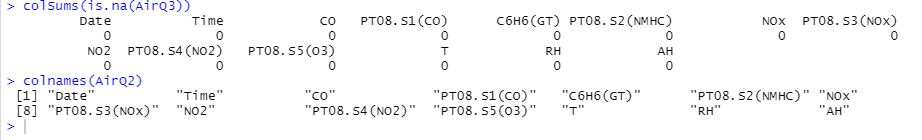 > colSums(is.na(AirQ3))
Date Time CO PT08.S1(CO) C6H6(GT) PT08.S2(NMHC) NOx PT08.S3(NOx)
0 0 0 0 0 0 0 0
NO2 PT08.S4(NO2) PT08.S5(O3) T RH AH
0 0 0 0 0 0
> colnames(AirQ2)
[1] "Date" "Time" "CO" "PT08.S1(CO)" "C6H6(GT)" "PT08.S2(NMHC)" "NOx"
[8] "PT08.S3(NOx)" "NO2" "PT08.S4(NO2)" "PT08.S5(O3)" "T" "RH" "AH"
>